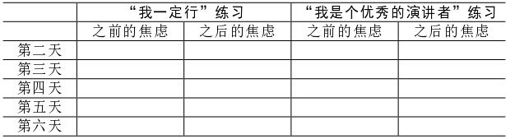 “我一定行”练习 “我是个优秀的演讲者”练习
之前的焦虑 之后的焦虑 之前的焦虑 之后的焦虑
第二天
第三天
第四天
第五天
第六天